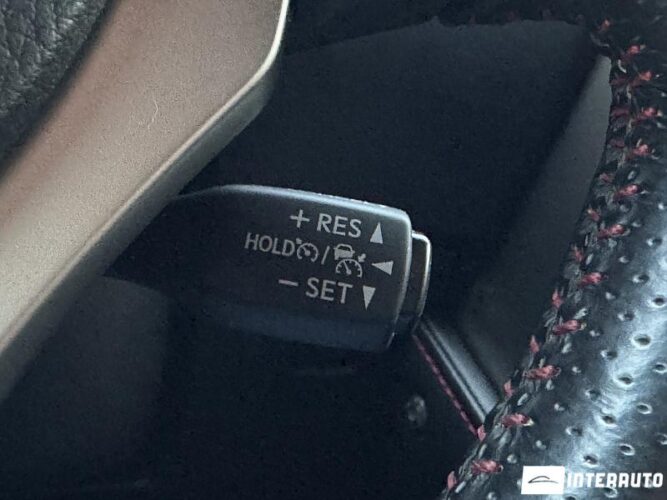 + RES
HOLD /
− SET
INTERAUTO